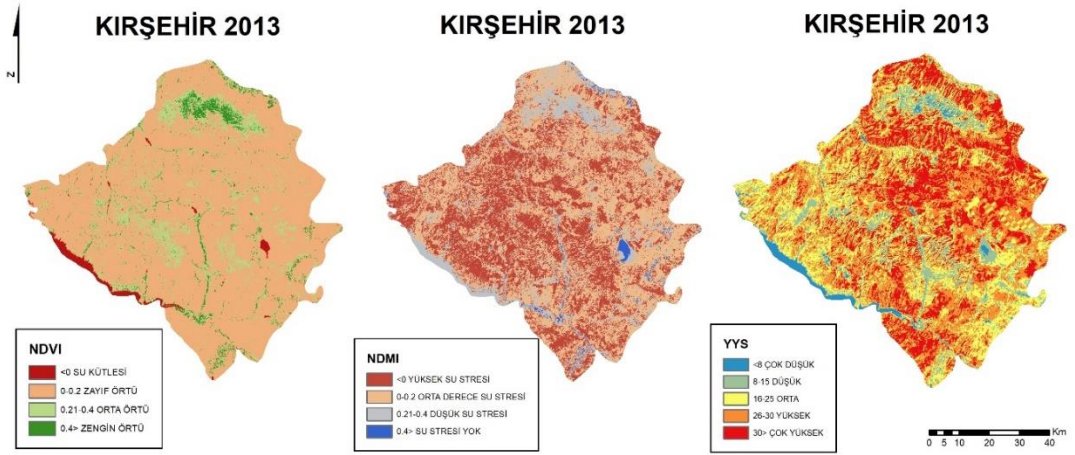 KIRŞEHİR 2013
KIRŞEHİR 2013
KIRŞEHİR 2013
N
NDVI
<0 SU KÜTLESİ
0-0.2 ZAYIF ÖRTÜ
0.21-0.4 ORTA ÖRTÜ
0.4> ZENGİN ÖRTÜ
NDMI
<0 YÜKSEK SU STRESİ
0-0.2 ORTA DERECE SU STRESİ
0.21-0.4 DÜŞÜK SU STRESİ
0.4> SU STRESİ YOK
YYS
<8 ÇOK DÜŞÜK
8-15 DÜŞÜK
16-25 ORTA
26-30 YÜKSEK
30> ÇOK YÜKSEK
Km
0 5 10 20 30 40